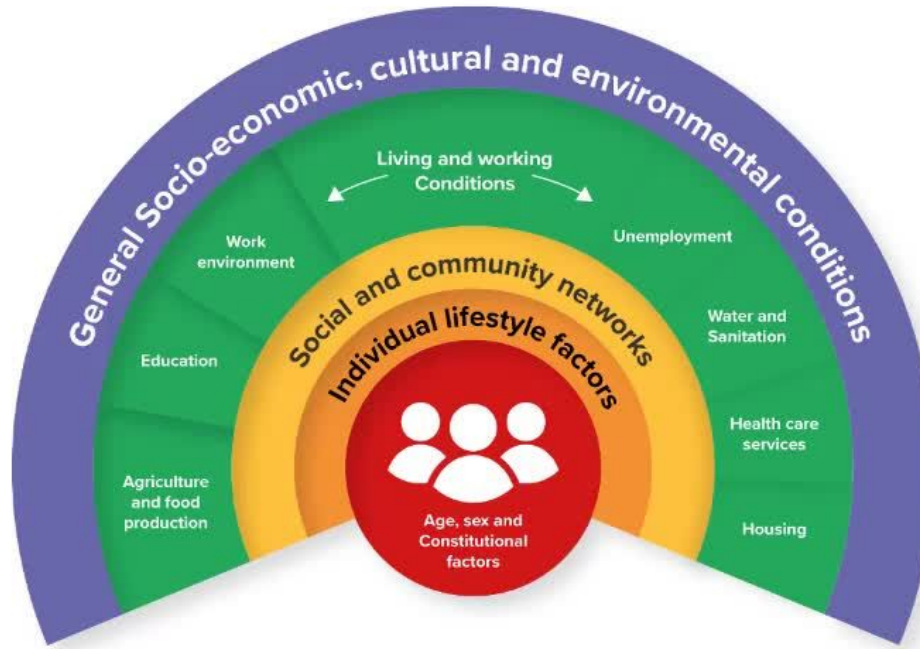 General Socio-economic, cultural and environmental conditions
Living and working
Conditions
Work
environment
Unemployment
Education
Water and
Sanitation
Agriculture
and food
production
Health care
services
Housing
Social and community networks
Individual lifestyle factors
Age, sex and
Constitutional
factors